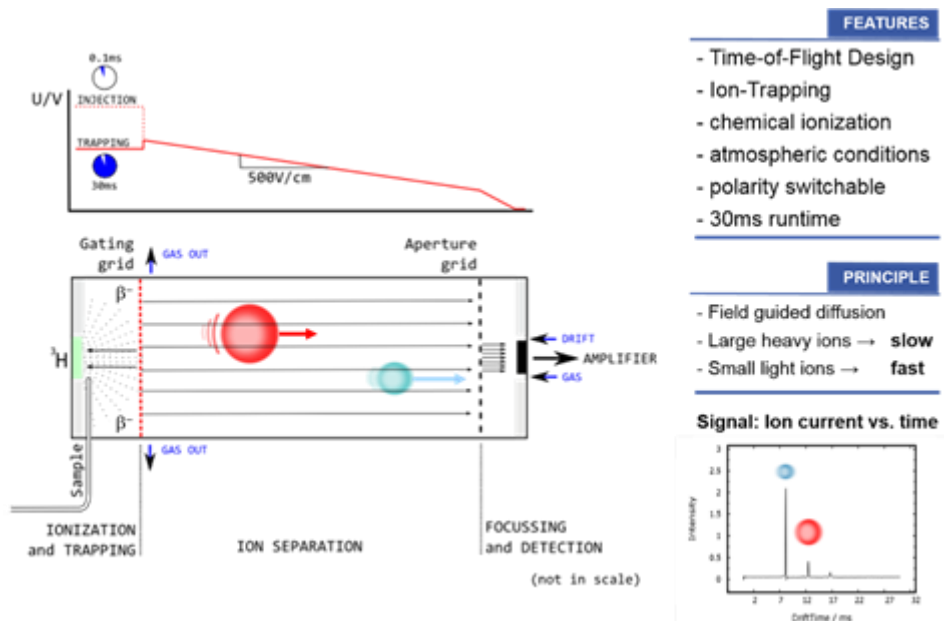 0.1ms
U/V
INJECTION
TRAPPING
30ms
500V/cm
Gating
grid
GAS OUT
Aperture
grid
β⁻
³H
DRIFT
AMPLIFIER
GAS
β⁻
Sample
GAS OUT
IONIZATION
and TRAPPING
ION SEPARATION
FOCUSSING
and DETECTION
(not in scale)
FEATURES
- Time-of-Flight Design
- Ion-Trapping
- chemical ionization
- atmospheric conditions
- polarity switchable
- 30ms runtime
PRINCIPLE
- Field guided diffusion
- Large heavy ions → slow
- Small light ions → fast
Signal: Ion current vs. time
3
2.5
2
1.5
1
0.5
0
Intensity
2 7 12 17 22 27 32
DriftTime / ms